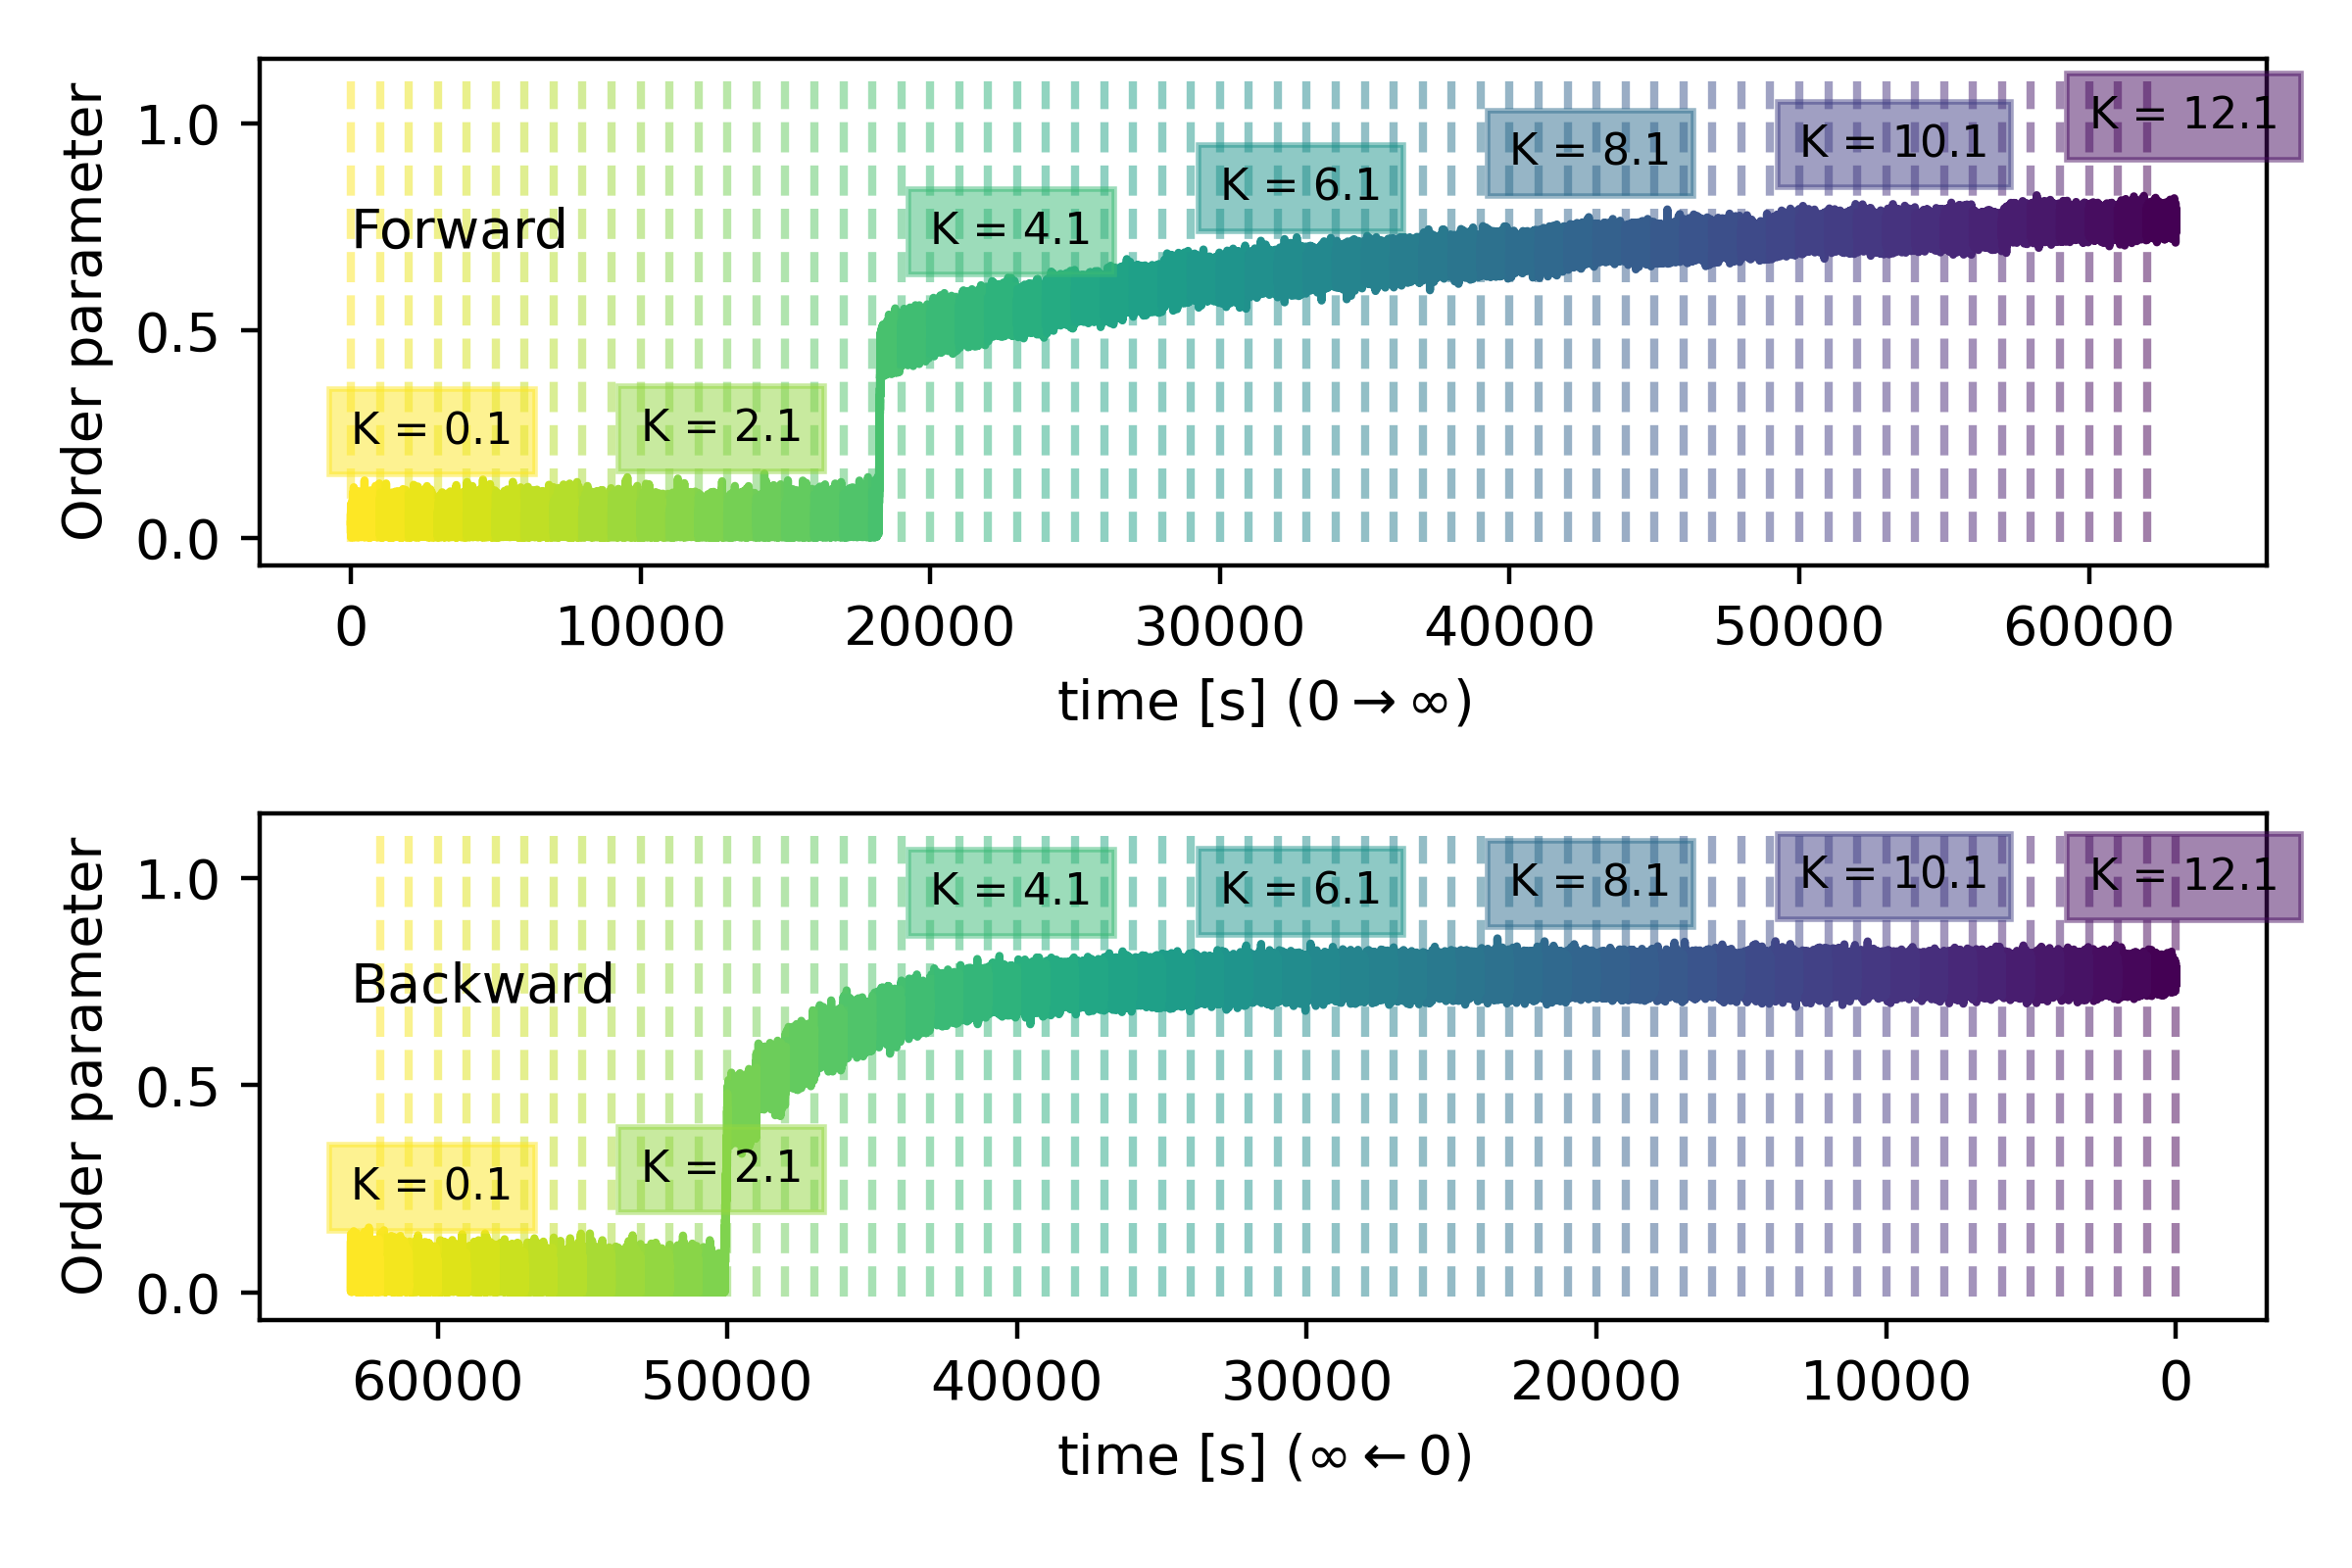 Order parameter
1.0
0.5
0.0
Forward
K = 0.1
K = 2.1
K = 4.1
K = 6.1
K = 8.1
K = 10.1
K = 12.1
0 10000 20000 30000 40000 50000 60000
time [s] (0 → ∞)
Order parameter
1.0
0.5
0.0
Backward
K = 0.1
K = 2.1
K = 4.1
K = 6.1
K = 8.1
K = 10.1
K = 12.1
60000 50000 40000 30000 20000 10000 0
time [s] (∞ ← 0)